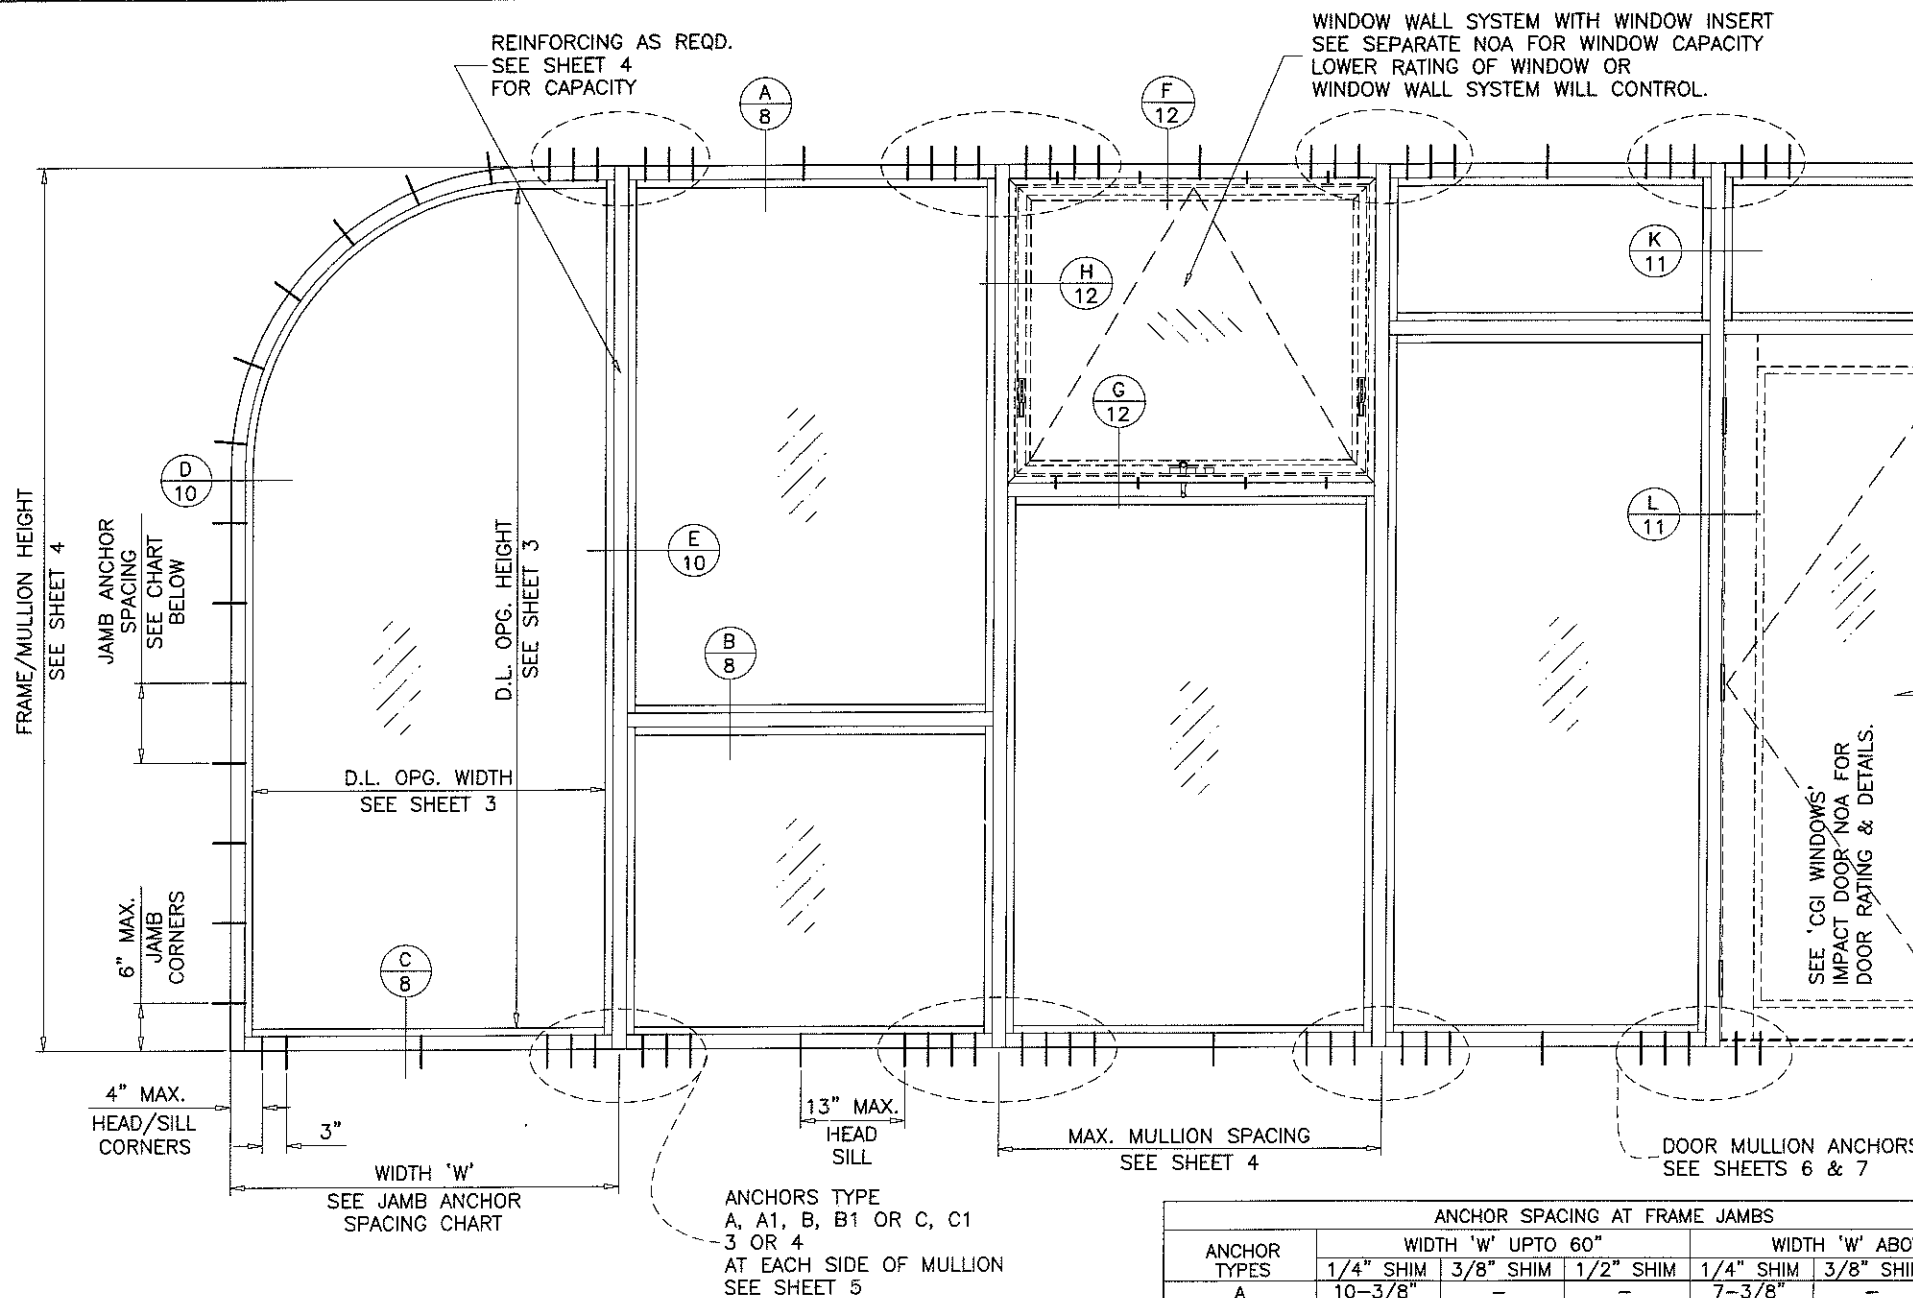 REINFORCING AS REQD.
SEE SHEET 4
FOR CAPACITY
WINDOW WALL SYSTEM WITH WINDOW INSERT
SEE SEPARATE NOA FOR WINDOW CAPACITY
LOWER RATING OF WINDOW OR
WINDOW WALL SYSTEM WILL CONTROL.
A
8
F
12
K
11
H
12
G
12
D
10
L
11
E
10
B
8
C
8
FRAME/MULLION HEIGHT
SEE SHEET 4
JAMB ANCHOR
SPACING
SEE CHART
BELOW
D.L. OPG. HEIGHT
SEE SHEET 3
D.L. OPG. WIDTH
SEE SHEET 3
6" MAX.
JAMB
CORNERS
SEE 'CGI WINDOWS'
IMPACT DOOR NOA FOR
DOOR RATING & DETAILS.
4" MAX.
HEAD/SILL
CORNERS
3"
WIDTH 'W'
SEE JAMB ANCHOR
SPACING CHART
13" MAX.
HEAD
SILL
MAX. MULLION SPACING
SEE SHEET 4
DOOR MULLION ANCHORS
SEE SHEETS 6 & 7
ANCHORS TYPE
A, A1, B, B1 OR C, C1
3 OR 4
AT EACH SIDE OF MULLION
SEE SHEET 5
ANCHOR SPACING AT FRAME JAMBS
ANCHOR TYPES
WIDTH 'W' UPTO 60" WIDTH 'W'
1/4" SHIM 3/8" SHIM 1/2" SHIM 1/4" SHIM 3/8"
A 10-3/8" - - 7-3/8" -